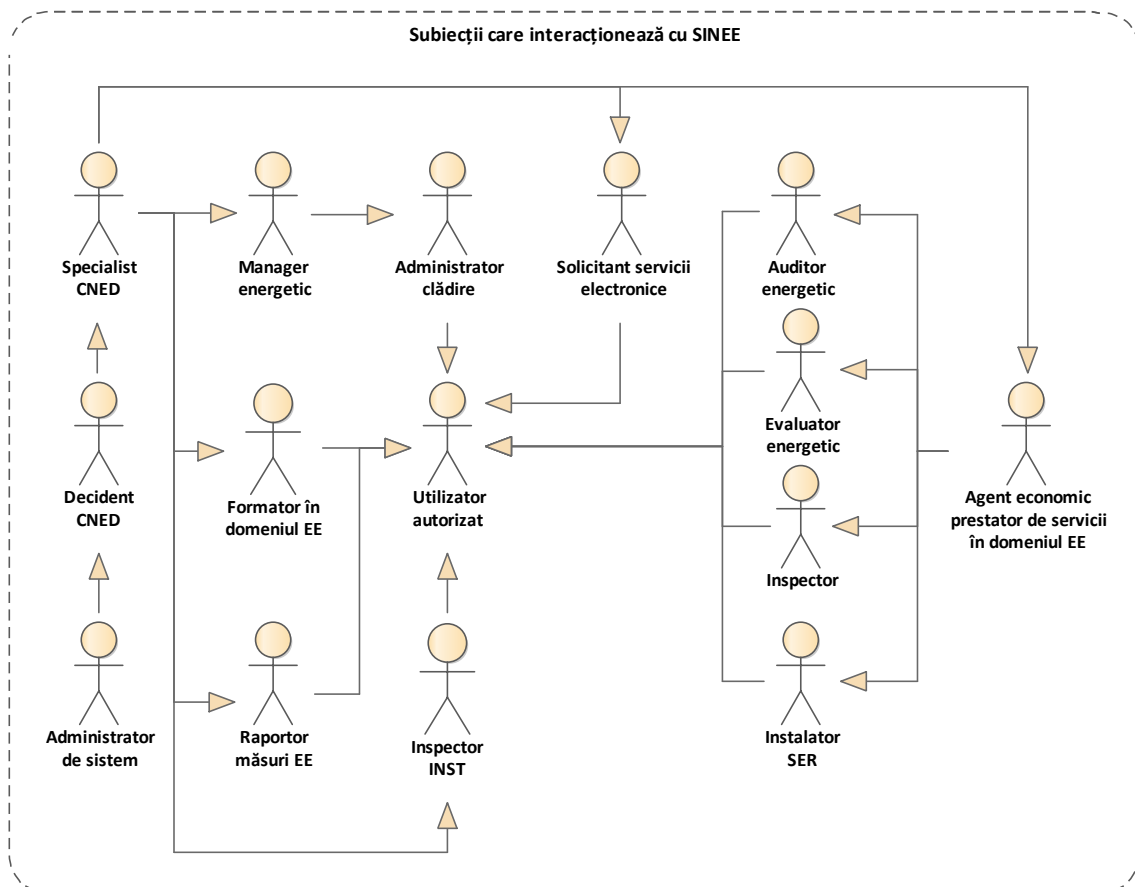 Subiecții care interacționează cu SINEE
Specialist
CNED
Manager
energetic
Administrator
clădire
Solicitant servicii
electronice
Auditor
energetic
Evaluator
energetic
Decident
CNED
Formator în
domeniul EE
Utilizator
autorizat
Agent economic
prestator de servicii
în domeniul EE
Inspector
Administrator
de sistem
Raportor
măsuri EE
Inspector
INST
Instalator
SER